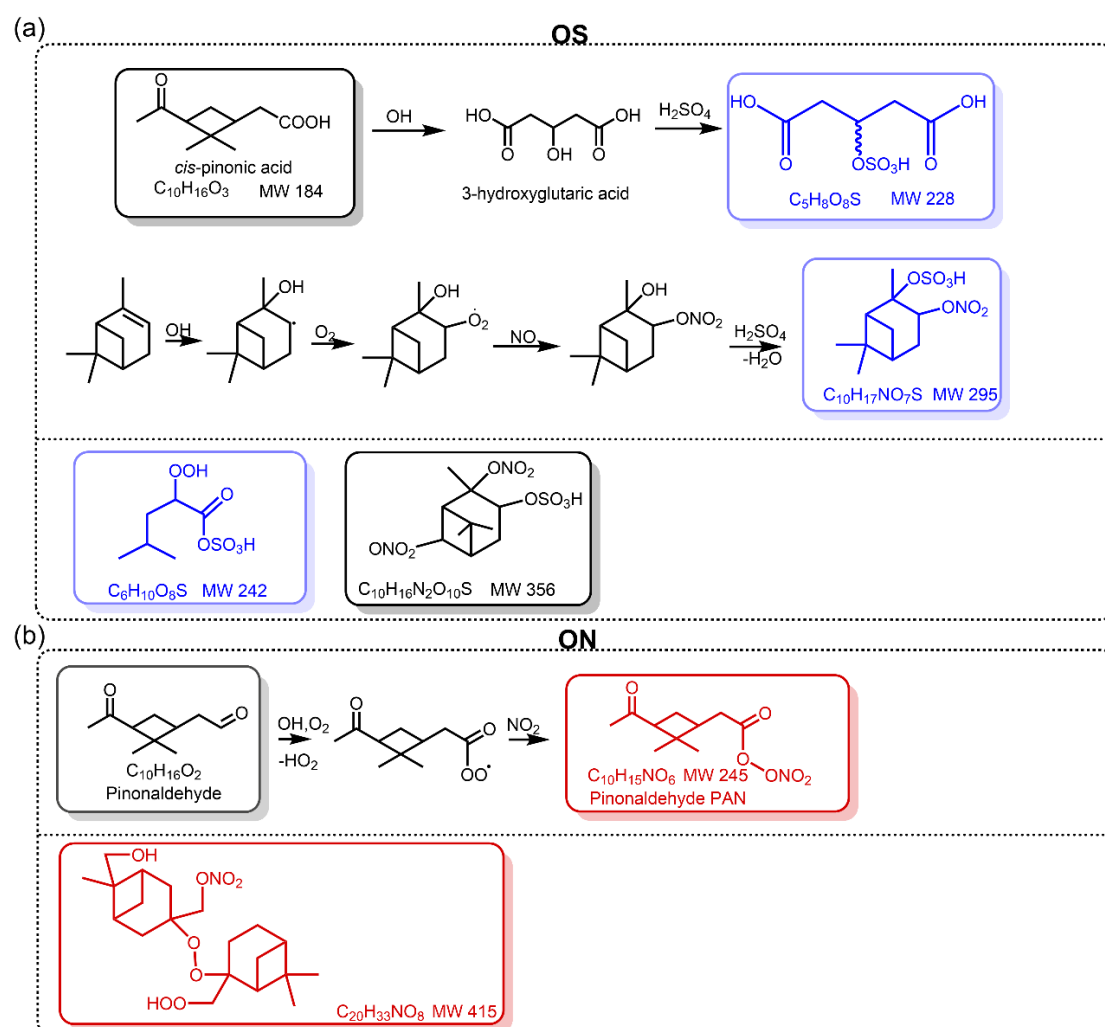 (a)
OS
O
COOH
cis-pinonic acid
C₁₀H₁₆O₃ MW 184
OH
HO OH
O OH O
3-hydroxyglutaric acid
H₂SO₄
HO OH
O OSO₃H O
C₅H₈O₈S MW 228
OH
OH
O₂
OH
O₂
NO
OH
ONO₂
H₂SO₄
-H₂O
OSO₃H
ONO₂
C₁₀H₁₇NO₇S MW 295
OOH
O
OSO₃H
C₆H₁₀O₈S MW 242
ONO₂
OSO₃H
ONO₂
C₁₀H₁₆N₂O₁₀S MW 356
(b)
ON
O
O
C₁₀H₁₆O₂
Pinonaldehyde
OH,O₂
-HO₂
O
O
OO·
NO₂
O
O
O
ONO₂
C₁₀H₁₅NO₆ MW 245
Pinonaldehyde PAN
OH
ONO₂
O
O
HOO
C₂₀H₃₃NO₈ MW 415